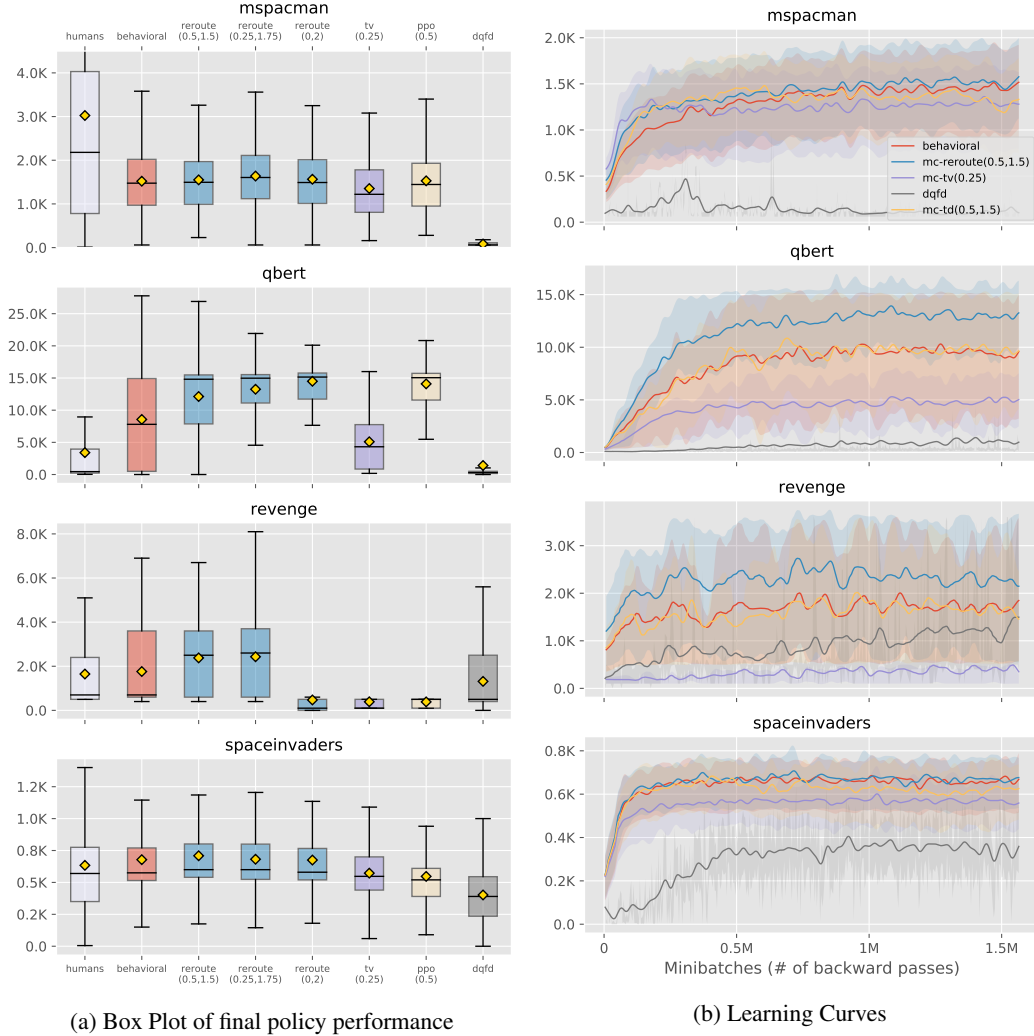 mspacman
humans behavioral reroute (0.5,1.5) reroute (0.25,1.75) reroute (0,2) tv (0.25) ppo (0.5) dqfd
4.0K
3.0K
2.0K
1.0K
0.0
qbert
25.0K
20.0K
15.0K
10.0K
5.0K
0.0
revenge
8.0K
6.0K
4.0K
2.0K
0.0
spaceinvaders
1.2K
1.0K
0.8K
0.5K
0.2K
0.0
humans behavioral reroute (0.5,1.5) reroute (0.25,1.75) reroute (0,2) tv (0.25) ppo (0.5) dqfd
(a) Box Plot of final policy performance
mspacman
2.0K
1.5K
1.0K
0.5K
0.0
behavioral
mc-reroute(0.5,1.5)
mc-tv(0.25)
dqfd
mc-td(0.5,1.5)
qbert
15.0K
10.0K
5.0K
0.0
revenge
3.0K
2.0K
1.0K
0.0
spaceinvaders
0.8K
0.6K
0.4K
0.2K
0.0
0 0.5M 1M 1.5M
Minibatches (# of backward passes)
(b) Learning Curves